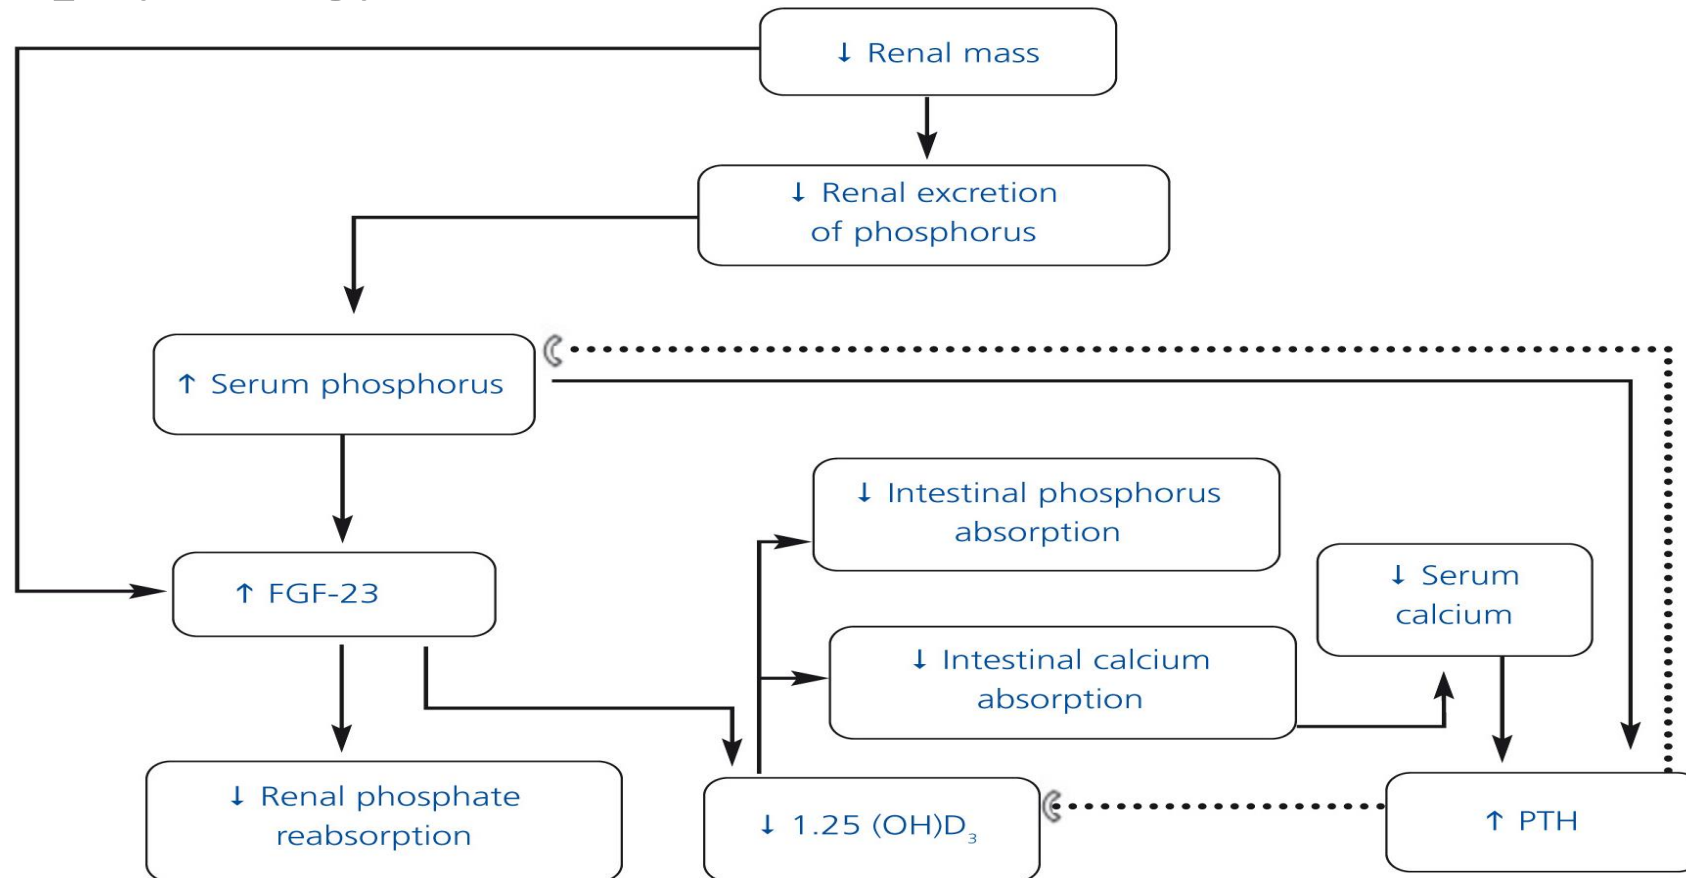 ↓ Renal mass
↓ Renal excretion
of phosphorus
↑ Serum phosphorus
↓ Intestinal phosphorus
absorption
↓ Serum
calcium
↑ FGF-23
↓ Intestinal calcium
absorption
↓ Renal phosphate
reabsorption
↓ 1.25 (OH)D₃
↑ PTH